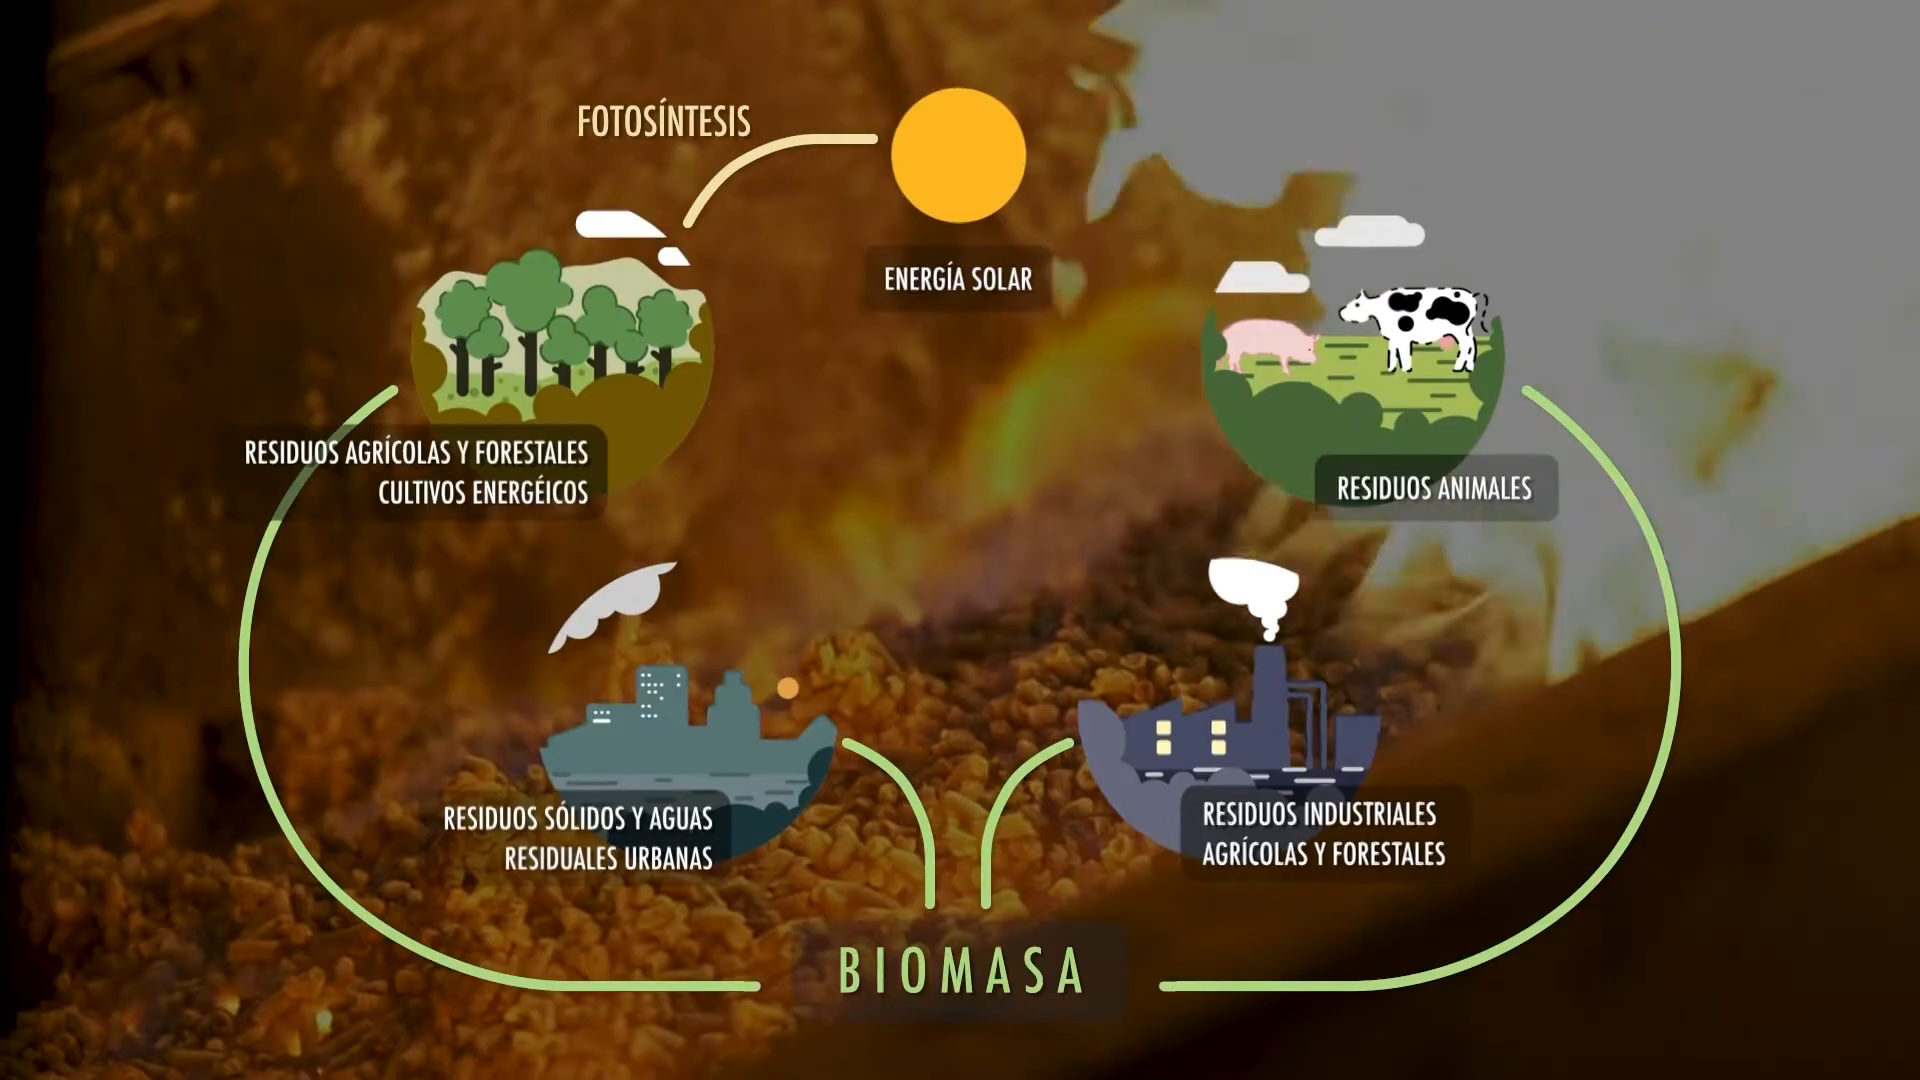 FOTOSÍNTESIS
ENERGÍA SOLAR
RESIDUOS AGRÍCOLAS Y FORESTALES
CULTIVOS ENERGÉICOS
RESIDUOS ANIMALES
RESIDUOS SÓLIDOS Y AGUAS
RESIDUALES URBANAS
RESIDUOS INDUSTRIALES
AGRÍCOLAS Y FORESTALES
BIOMASA